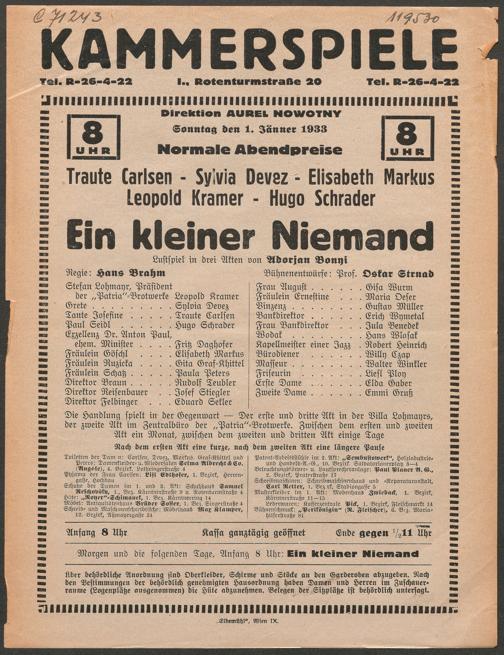 C 71243
119530
KAMMERSPIELE
Tel. R-26-4-22 I., Rotenturmstraße 20 Tel. R-26-4-22
Direktion AUREL NOWOTNY
8 UHR
Sonntag den 1. Jänner 1933
8 UHR
Normale Abendpreise
Traute Carlsen - Sylvia Devez - Elisabeth Markus
Leopold Kramer - Hugo Schrader
Ein kleiner Niemand
Lustspiel in drei Akten von Adorjan Bonyi
Regie: Hans Brahm
Bühnenentwürfe: Prof. Oskar Strnad
Stefan Lohmayr, Präsident
der „Patria"-Brotwerke Leopold Kramer
Grete Sylvia Devez
Tante Josefine Traute Carlsen
Paul Seidl Hugo Schrader
Exzellenz Dr. Anton Paul,
ehem. Minister Fritz Daghofer
Fräulein Göschl Elisabeth Markus
Fräulein Ruzicka Gita Graf-Khittel
Fräulein Schatz Paula Peters
Direktor Braun Rudolf Teubler
Direktor Reisenbauer Josef Stiegler
Direktor Felbinger Eduard Sekler
Frau August Gisa Wurm
Fräulein Ernestine Maria Deser
Vinzenz Gustav Müller
Bankdirektor Erich Wymetal
Frau Bankdirektor Jula Benedek
Wodak Hans Wlasak
Kapellmeister einer Jazz Robert Heinrich
Bürodiener Willy Czap
Masseur Walter Winkler
Friseurin Liesl Ploy
Erste Dame Elda Gaber
Zweite Dame Emmi Gruß
Die Handlung spielt in der Gegenwart — Der erste und dritte Akt in der Villa Lohmayrs,
der zweite Akt im Zentralbüro der „Patria"-Brotwerke. Zwischen dem ersten und zweiten
Akt ein Monat, zwischen dem zweiten und dritten Akt einige Tage
Nach dem ersten Akt eine kurze, nach dem zweiten Akt eine längere Pause
Anfang 8 Uhr Kassa ganztägig geöffnet Ende gegen ½11 Uhr
Morgen und die folgenden Tage, Anfang 8 Uhr: Ein kleiner Niemand
Über behördliche Anordnung sind Oberkleider, Schirme und Stöcke an den Garderoben abzugeben. Nach
den Bestimmungen der behördlich genehmigten Hausordnung haben Damen und Herren im Zuschauer-
raume (Logenplätze ausgenommen) die Hüte abzunehmen. Belegen der Sitzplätze ist behördlich untersagt.
„Elbemühl", Wien IX.